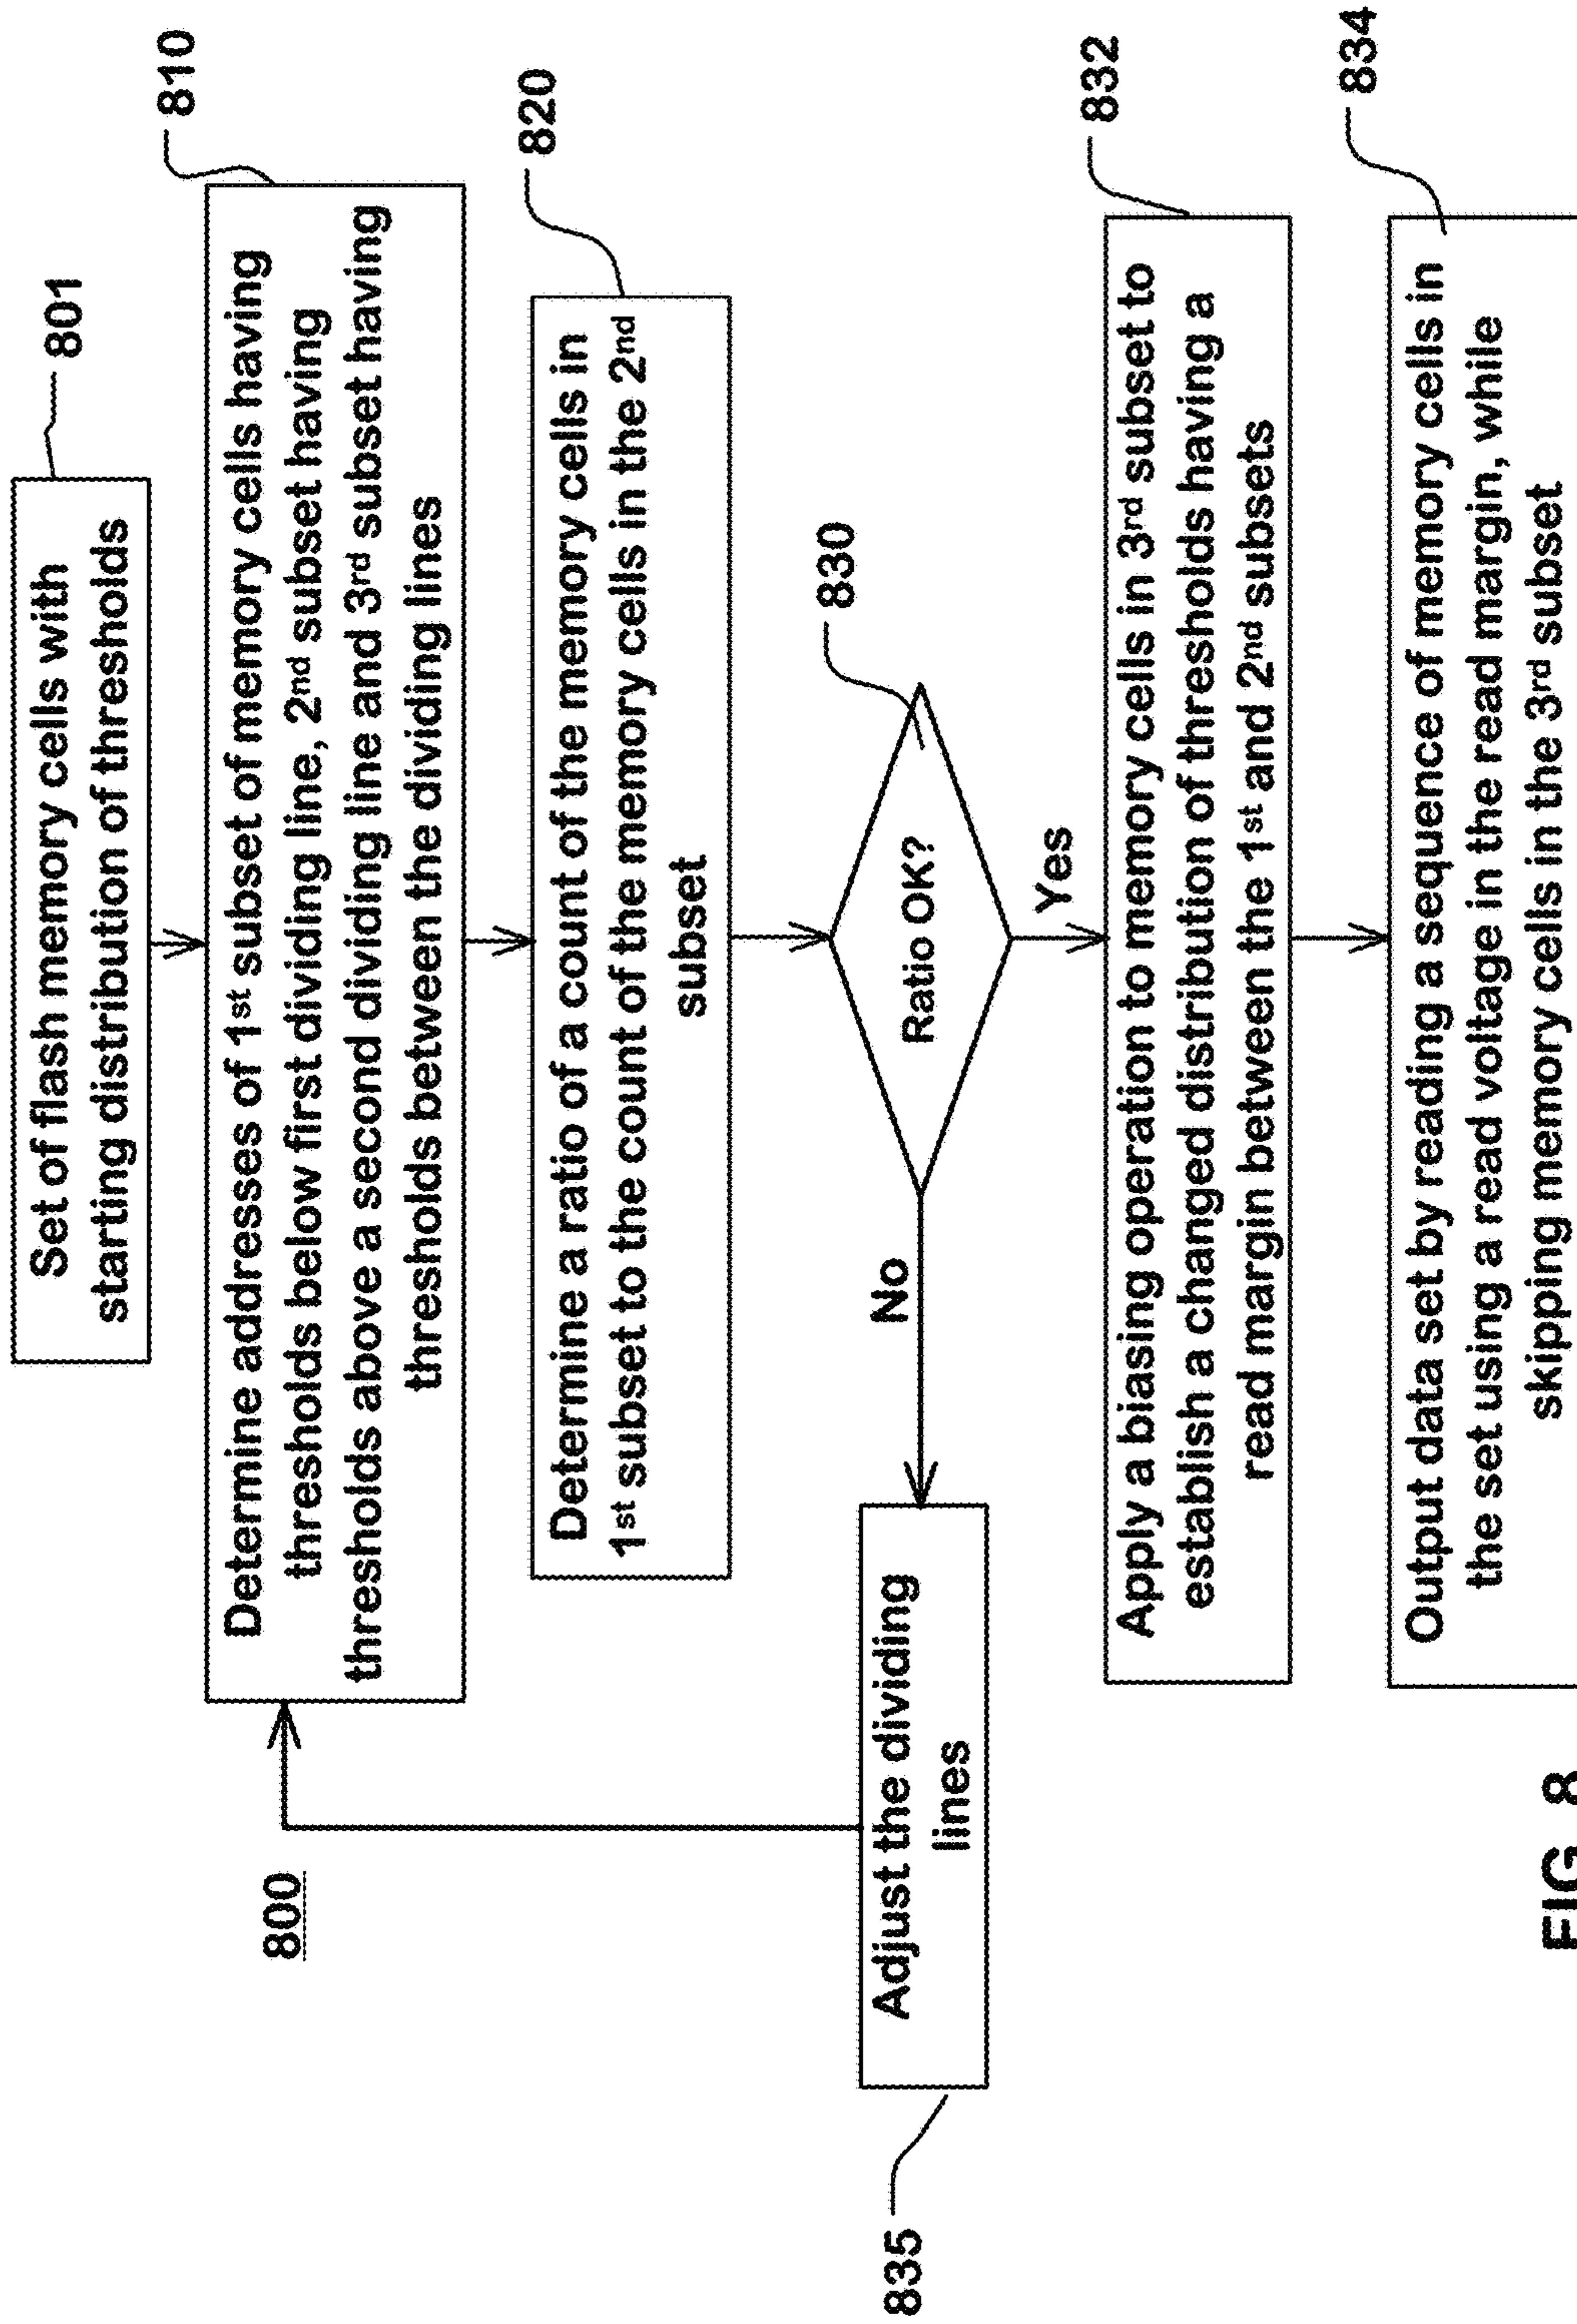 Set of flash memory cells with
starting distribution of thresholds
801
Determine addresses of 1st subset of memory cells having
thresholds below first dividing line, 2nd subset having
thresholds above a second dividing line and 3rd subset having
thresholds between the dividing lines
810
800
Determine a ratio of a count of the memory cells in
1st subset to the count of the memory cells in the 2nd
subset
820
Ratio OK?
830
No
Yes
Adjust the dividing
lines
835
Apply a biasing operation to memory cells in 3rd subset to
establish a changed distribution of thresholds having a
read margin between the 1st and 2nd subsets
832
Output data set by reading a sequence of memory cells in
the set using a read voltage in the read margin, while
skipping memory cells in the 3rd subset
834
FIG. 8